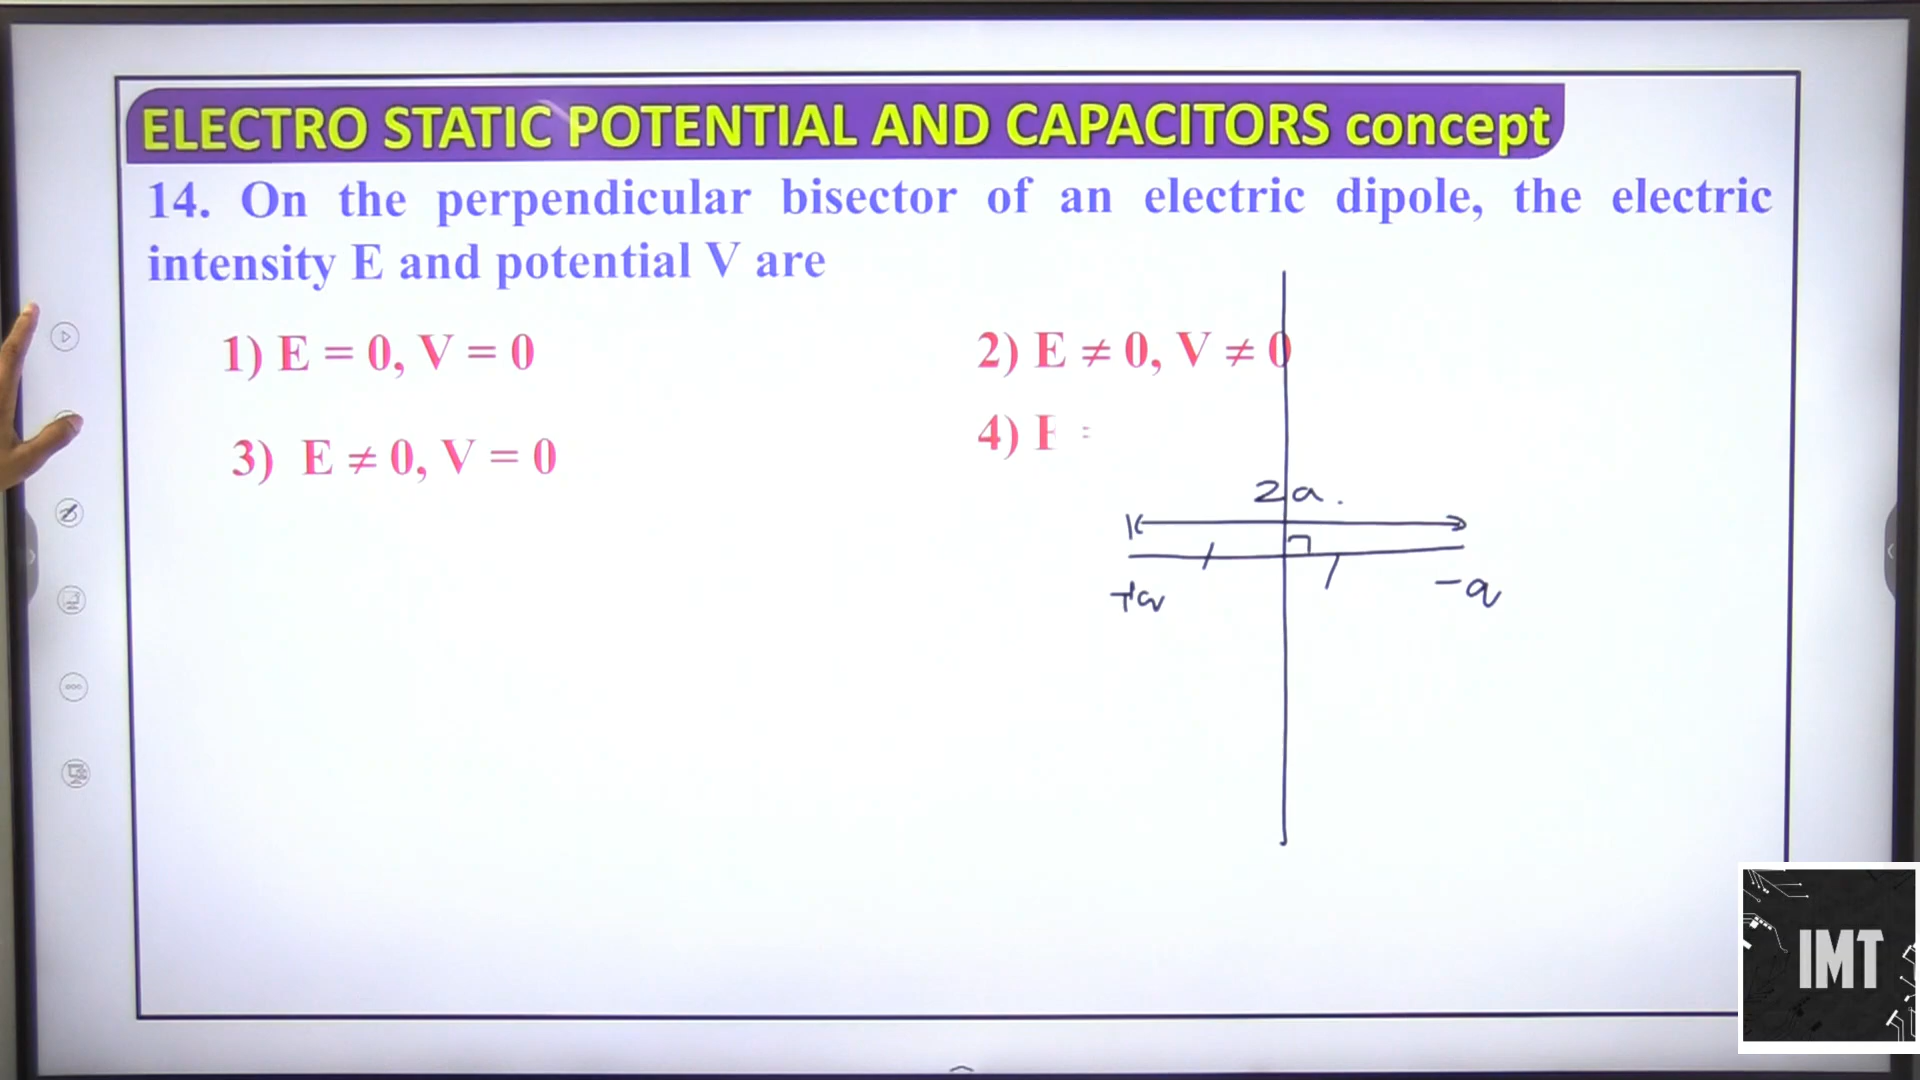 ELECTRO STATIC POTENTIAL AND CAPACITORS concept
14. On the perpendicular bisector of an electric dipole, the electric
intensity E and potential V are
1) E = 0, V = 0
2) E ≠ 0, V ≠ 0
3) E ≠ 0, V = 0
4)
2a.
+q
-q
IMT